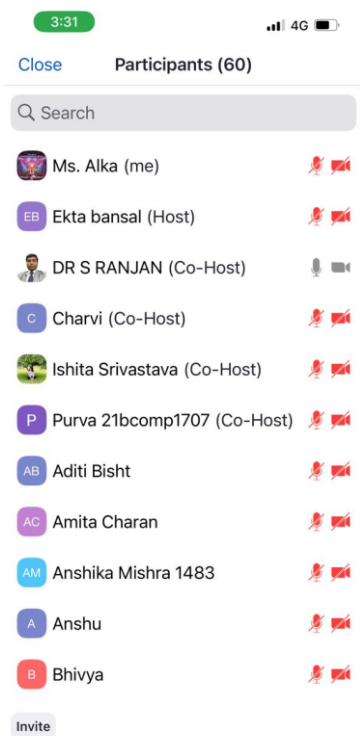 3:31 4G
Close Participants (60)
Search
Ms. Alka (me)
EB Ekta bansal (Host)
DR S RANJAN (Co-Host)
C Charvi (Co-Host)
Ishita Srivastava (Co-Host)
P Purva 21bcomp1707 (Co-Host)
AB Aditi Bisht
AC Amita Charan
AM Anshika Mishra 1483
A Anshu
B Bhivya
Invite